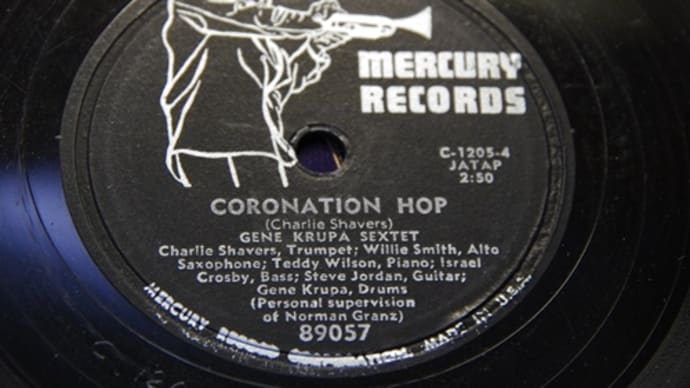 MERCURY
RECORDS
C-1205-4
JATAP
2:50
CORONATION HOP
(Charlie Shavers)
GENE KRUPA SEXTET
Charlie Shavers, Trumpet; Willie Smith, Alto
Saxophone; Teddy Wilson, Piano; Israel
Crosby, Bass; Steve Jordan, Guitar;
Gene Krupa, Drums
(Personal supervision
of Norman Granz)
89057
MERCURY RECORD CORPORATION MADE IN U.S.A.